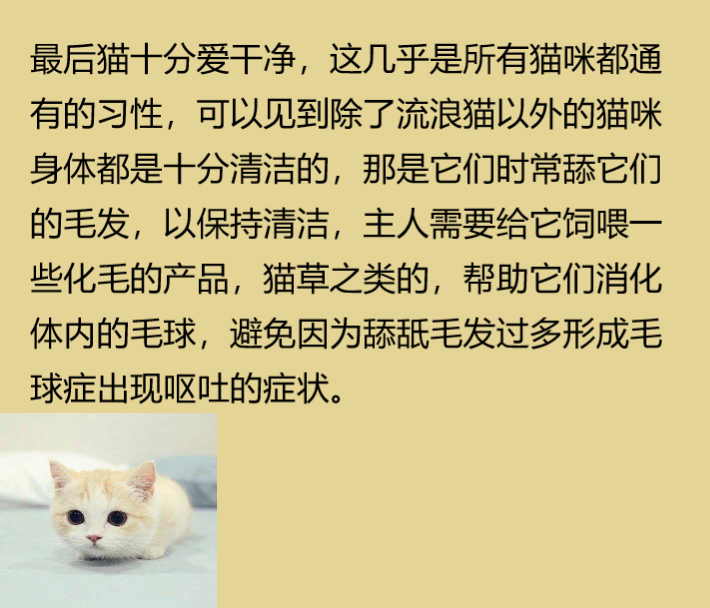 最后猫十分爱干净，这几乎是所有猫咪都通
有的习性，可以见到除了流浪猫以外的猫咪
身体都是十分清洁的，那是它们时常舔它们
的毛发，以保持清洁，主人需要给它饲喂一
些化毛的产品，猫草之类的，帮助它们消化
体内的毛球，避免因为舔舐毛发过多形成毛
球症出现呕吐的症状。